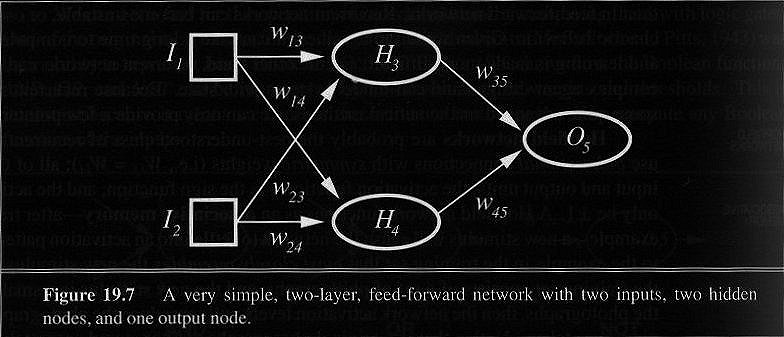 I1
w13
H3
w14
w35
O5
w23
I2
w24
H4
w45
Figure 19.7 A very simple, two-layer, feed-forward network with two inputs, two hidden
nodes, and one output node.